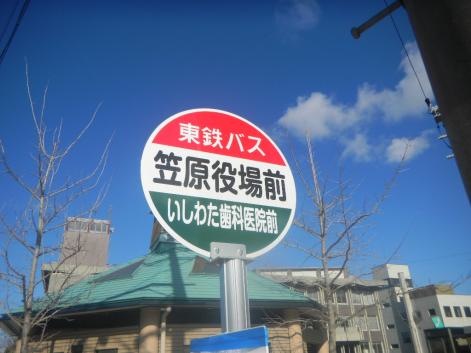 東鉄バス
笠原役場前
いしわた歯科医院前